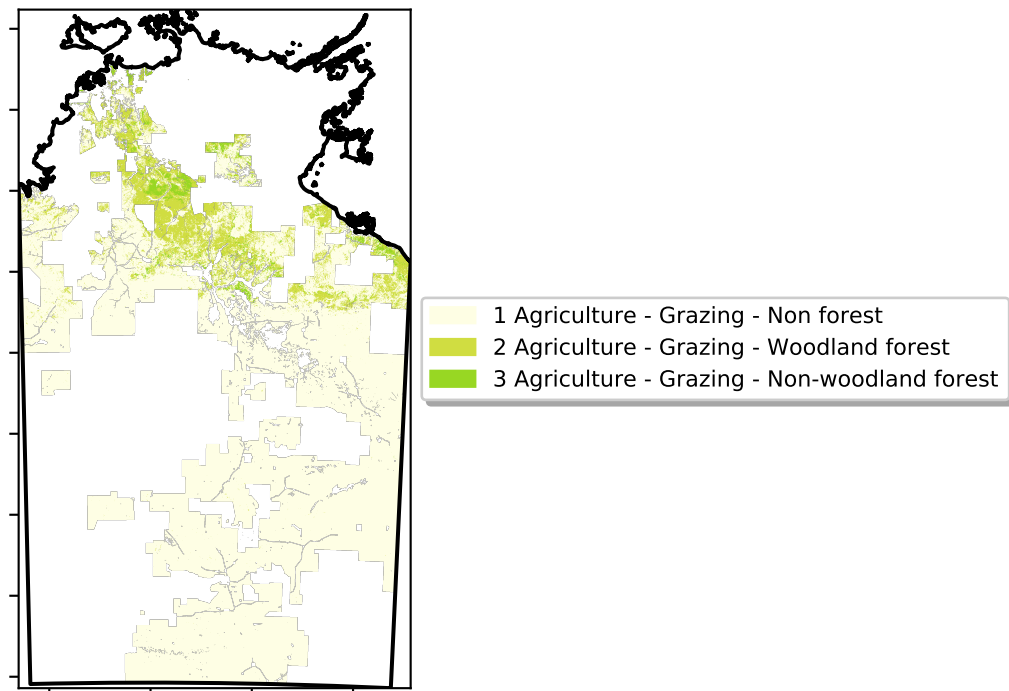 1 Agriculture - Grazing - Non forest
2 Agriculture - Grazing - Woodland forest
3 Agriculture - Grazing - Non-woodland forest